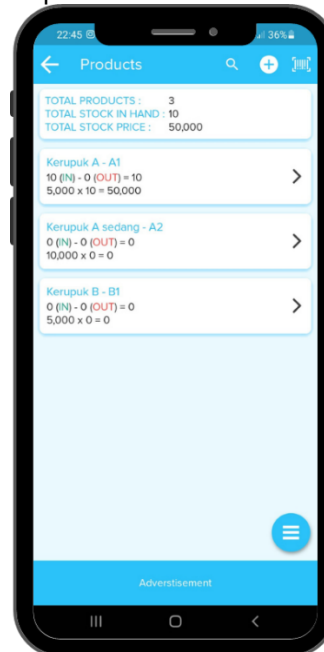 22:45
36%
Products
TOTAL PRODUCTS : 3
TOTAL STOCK IN HAND : 10
TOTAL STOCK PRICE : 50,000
Kerupuk A - A1
10 (IN) - 0 (OUT) = 10
5,000 x 10 = 50,000
Kerupuk A sedang - A2
0 (IN) - 0 (OUT) = 0
10,000 x 0 = 0
Kerupuk B - B1
0 (IN) - 0 (OUT) = 0
5,000 x 0 = 0
Adverstisement